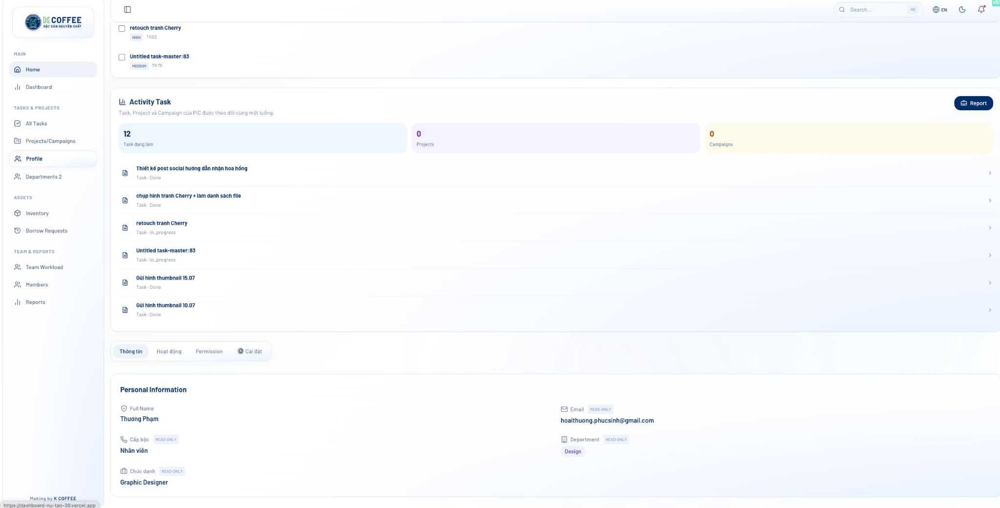 K COFFEE
ĐẶC SẢN NGUYÊN CHẤT
MAIN
Home
Dashboard
TASKS & PROJECTS
All Tasks
Projects/Campaigns
Profile
Departments 2
ASSETS
Inventory
Borrow Requests
TEAM & REPORTS
Team Workload
Members
Reports
Making by K COFFEE
https://dashboard-nu-tan-30.vercel.app
Search...
⌘K
EN
retouch tranh Cherry
HIGH TK63
Untitled task-master:83
MEDIUM TK78
Activity Task
Report
Task, Project và Campaign của PIC được theo dõi cùng một luồng.
12
Task đang làm
0
Projects
0
Campaigns
Thiết kế post social hướng dẫn nhận hoa hồng
Task · Done
chụp hình tranh Cherry + làm danh sách file
Task · Done
retouch tranh Cherry
Task · In_progress
Untitled task-master:83
Task · In_progress
Gửi hình thumbnail 15.07
Task · Done
Gửi hình thumbnail 10.07
Task · Done
Thông tin
Hoạt động
Permission
Cài đặt
Personal Information
Full Name
Thương Phạm
Email READ-ONLY
hoaithuong.phucsinh@gmail.com
Cấp bậc READ-ONLY
Nhân viên
Department READ-ONLY
Design
Chức danh READ-ONLY
Graphic Designer